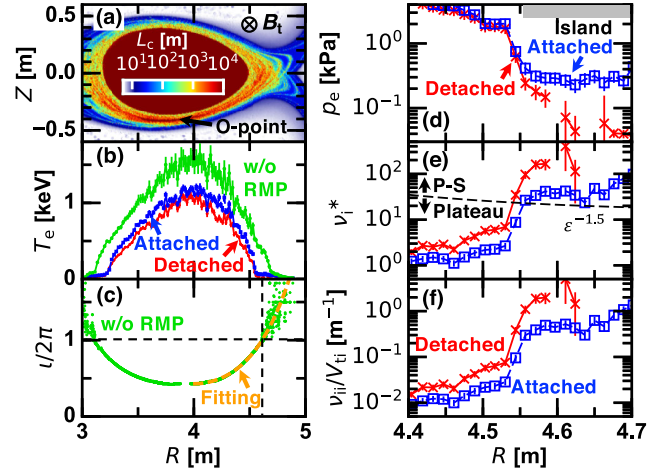 (a)
⊗ B_t
L_c [m]
10^1 10^2 10^3 10^4
O-point
Z [m]
0.5
0.0
−0.5
(b)
w/o
RMP
Attached
Detached
T_e [keV]
1
0
(c)
w/o RMP
Fitting
ι/2π
1
0
3 4 5
R [m]
Island
Attached
Detached
(d)
p_e [kPa]
10^0
10^-1
(e)
P-S
Plateau
ε^-1.5
ν_i*
10^2
10^1
10^0
(f)
Detached
Attached
ν_ii/V_ti [m^-1]
10^0
10^-1
10^-2
4.4 4.5 4.6 4.7
R [m]